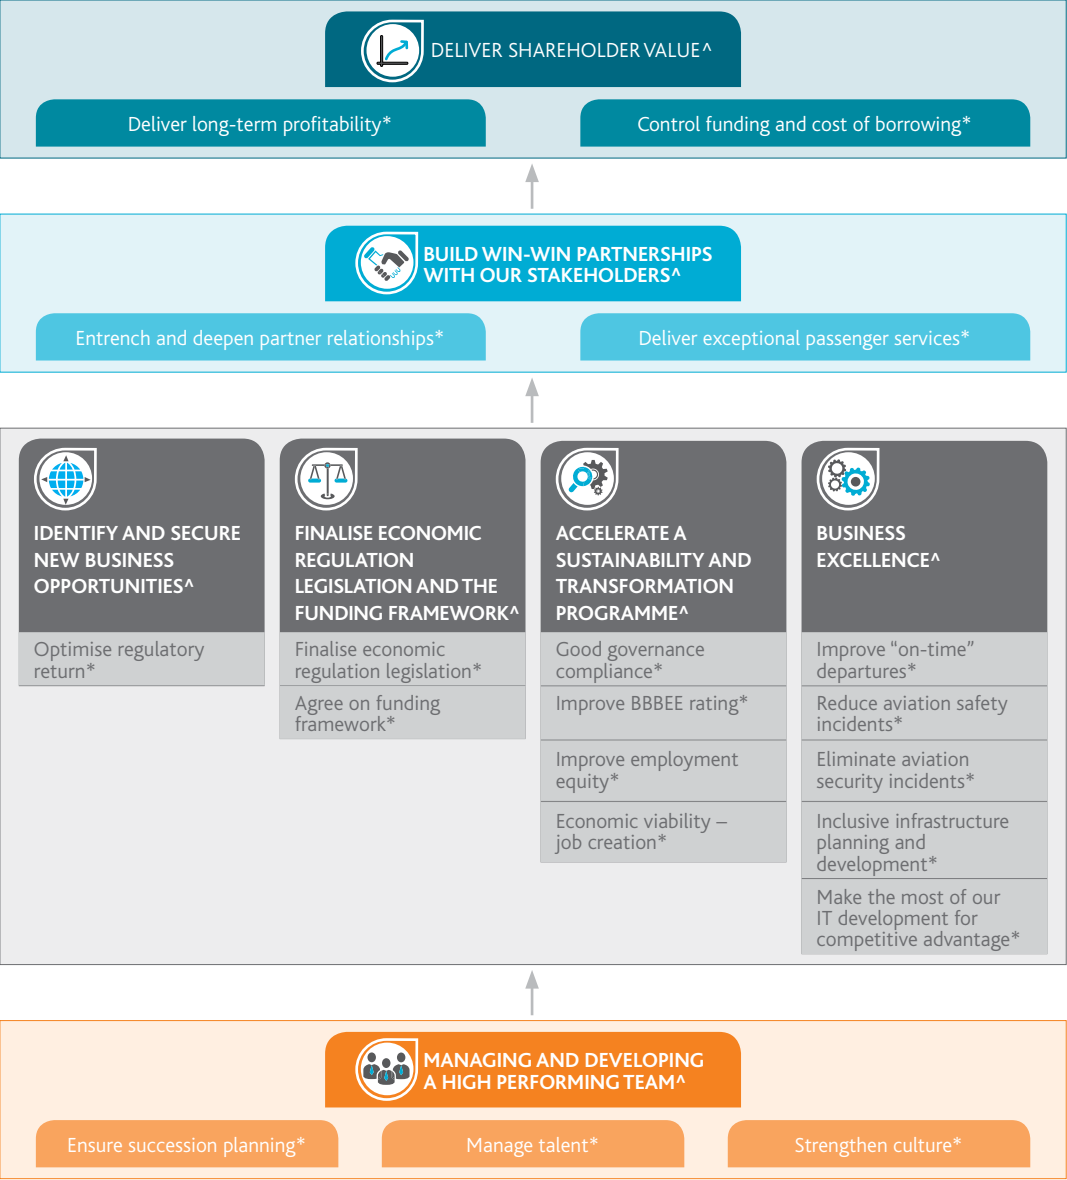 DELIVER SHAREHOLDER VALUE^
Deliver long-term profitability*
Control funding and cost of borrowing*
BUILD WIN-WIN PARTNERSHIPS
WITH OUR STAKEHOLDERS^
Entrench and deepen partner relationships*
Deliver exceptional passenger services*
IDENTIFY AND SECURE
NEW BUSINESS
OPPORTUNITIES^
Optimise regulatory
return*
FINALISE ECONOMIC
REGULATION
LEGISLATION AND THE
FUNDING FRAMEWORK^
Finalise economic
regulation legislation*
Agree on funding
framework*
ACCELERATE A
SUSTAINABILITY AND
TRANSFORMATION
PROGRAMME^
Good governance
compliance*
Improve BBBEE rating*
Improve employment
equity*
Economic viability –
job creation*
BUSINESS
EXCELLENCE^
Improve “on-time”
departures*
Reduce aviation safety
incidents*
Eliminate aviation
security incidents*
Inclusive infrastructure
planning and
development*
Make the most of our
IT development for
competitive advantage*
MANAGING AND DEVELOPING
A HIGH PERFORMING TEAM^
Ensure succession planning*
Manage talent*
Strengthen culture*